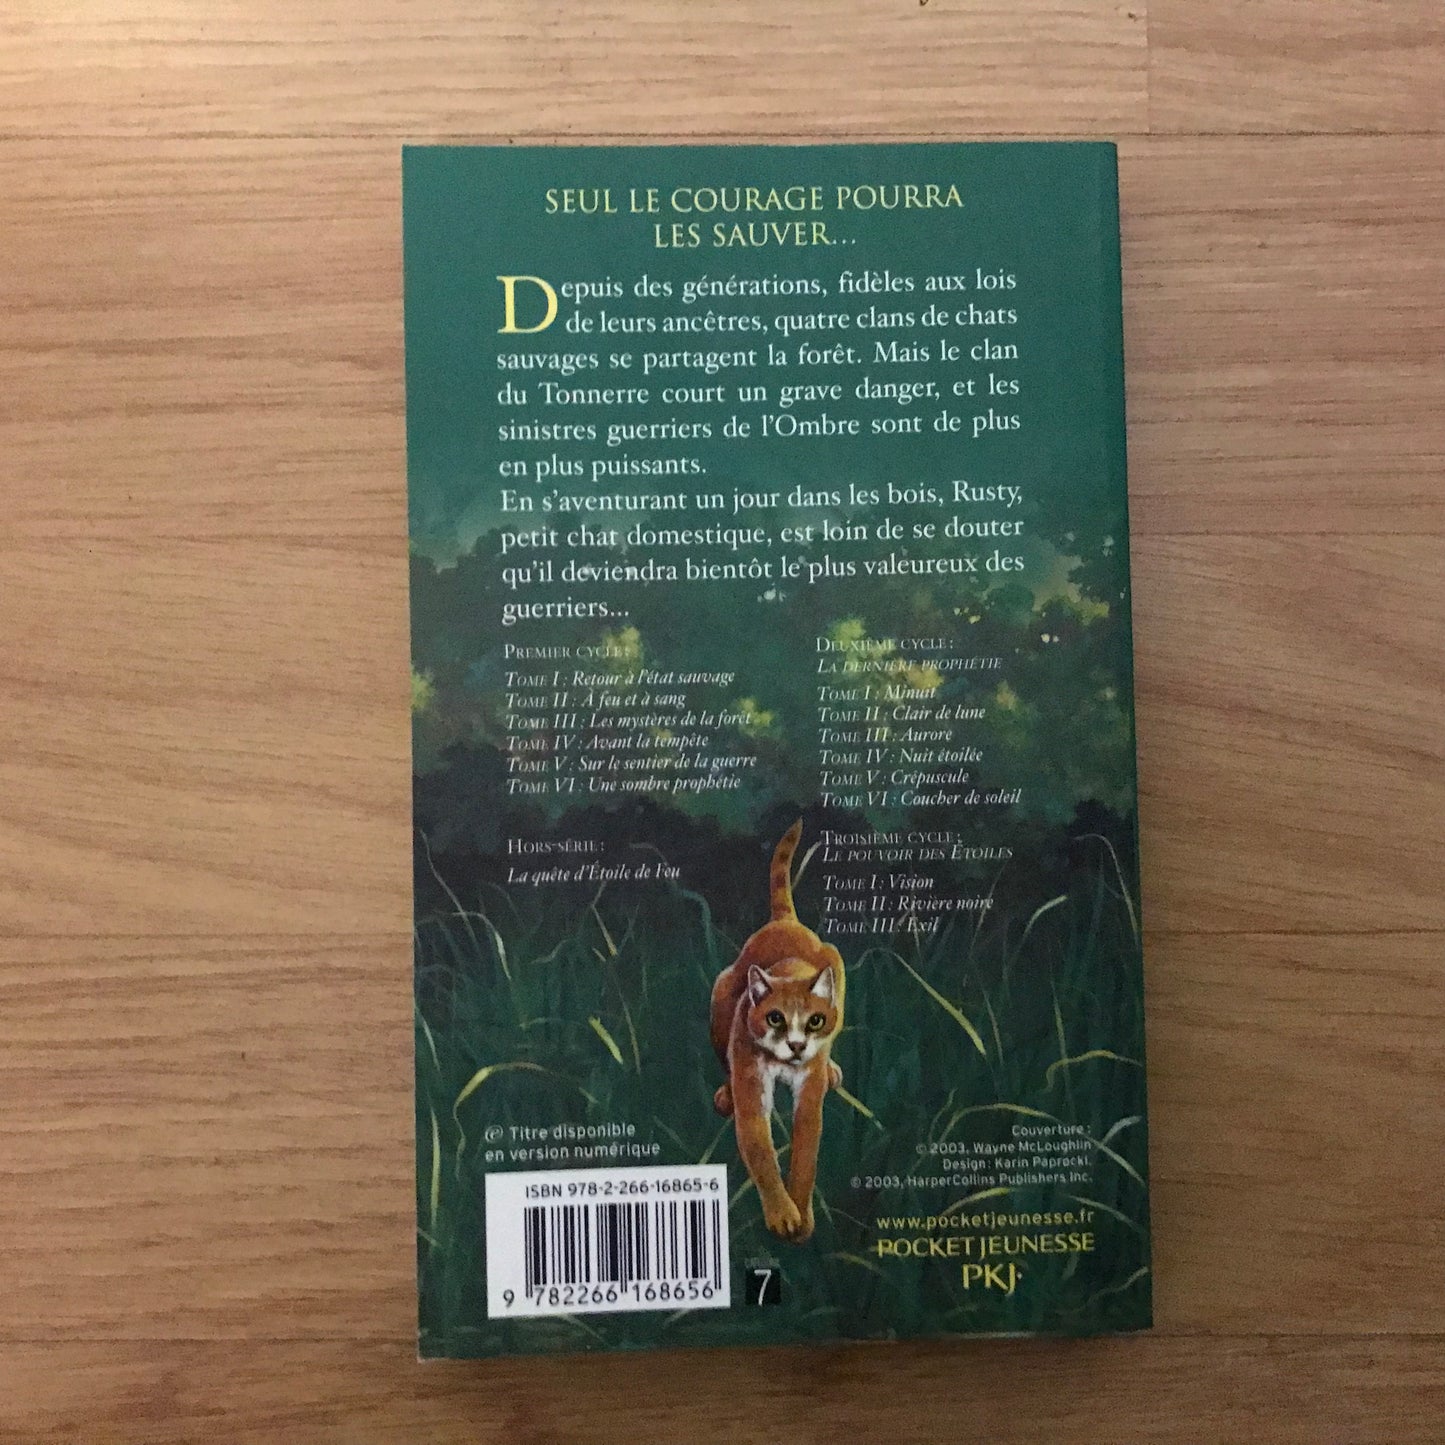 SEUL LE COURAGE POURRA
LES SAUVER...
Depuis des générations, fidèles aux lois
de leurs ancêtres, quatre clans de chats
sauvages se partagent la forêt. Mais le clan
du Tonnerre court un grave danger, et les
sinistres guerriers de l'Ombre sont de plus
en plus puissants.
En s'aventurant un jour dans les bois, Rusty,
petit chat domestique, est loin de se douter
qu'il deviendra bientôt le plus valeureux des
guerriers...
PREMIER CYCLE :
TOME I : Retour à l'état sauvage
TOME II : À feu et à sang
TOME III : Les mystères de la forêt
TOME IV : Avant la tempête
TOME V : Sur le sentier de la guerre
TOME VI : Une sombre prophétie
HORS-SÉRIE :
La quête d'Étoile de Feu
DEUXIÈME CYCLE :
LA DERNIÈRE PROPHÉTIE
TOME I : Minuit
TOME II : Clair de lune
TOME III : Aurore
TOME IV : Nuit étoilée
TOME V : Crépuscule
TOME VI : Coucher de soleil
TROISIÈME CYCLE :
LE POUVOIR DES ÉTOILES
TOME I : Vision
TOME II : Rivière noire
TOME III : Exil
Titre disponible
en version numérique
ISBN 978-2-266-16865-6
9 782266 168656
7
Couverture :
© 2003, Wayne McLoughlin
Design : Karin Paprocki.
© 2003, HarperCollins Publishers Inc.
www.pocketjeunesse.fr
POCKET JEUNESSE
PKJ·